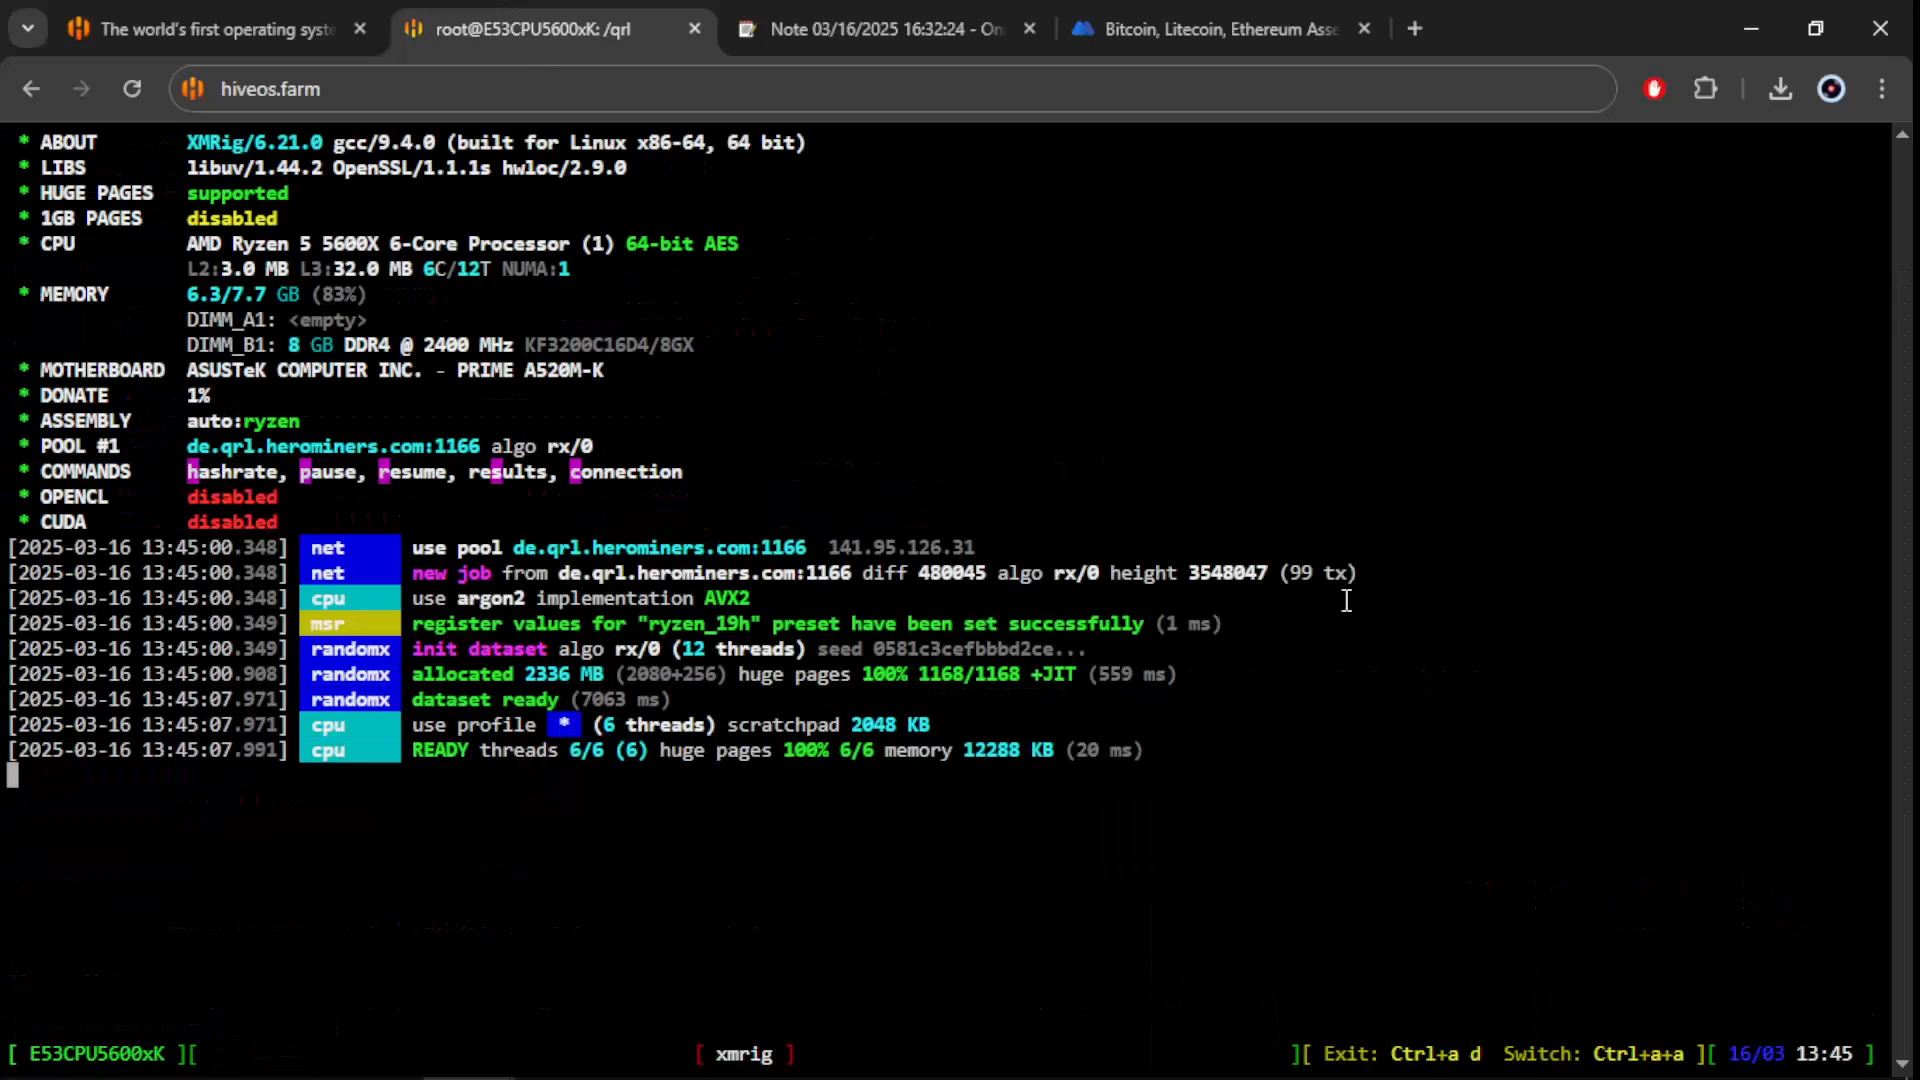 The world's first operating syste
root@E53CPU5600xK: /qrl
Note 03/16/2025 16:32:24 - On
Bitcoin, Litecoin, Ethereum Asse
hiveos.farm
* ABOUT XMRig/6.21.0 gcc/9.4.0 (built for Linux x86-64, 64 bit)
* LIBS libuv/1.44.2 OpenSSL/1.1.1s hwloc/2.9.0
* HUGE PAGES supported
* 1GB PAGES disabled
* CPU AMD Ryzen 5 5600X 6-Core Processor (1) 64-bit AES
L2:3.0 MB L3:32.0 MB 6C/12T NUMA:1
* MEMORY 6.3/7.7 GB (83%)
DIMM_A1: <empty>
DIMM_B1: 8 GB DDR4 @ 2400 MHz KF3200C16D4/8GX
* MOTHERBOARD ASUSTeK COMPUTER INC. - PRIME A520M-K
* DONATE 1%
* ASSEMBLY auto:ryzen
* POOL #1 de.qrl.herominers.com:1166 algo rx/0
* COMMANDS hashrate, pause, resume, results, connection
* OPENCL disabled
* CUDA disabled
[2025-03-16 13:45:00.348] net use pool de.qrl.herominers.com:1166 141.95.126.31
[2025-03-16 13:45:00.348] net new job from de.qrl.herominers.com:1166 diff 480045 algo rx/0 height 3548047 (99 tx)
[2025-03-16 13:45:00.348] cpu use argon2 implementation AVX2
[2025-03-16 13:45:00.349] msr register values for "ryzen_19h" preset have been set successfully (1 ms)
[2025-03-16 13:45:00.349] randomx init dataset algo rx/0 (12 threads) seed 0581c3cefbbbd2ce...
[2025-03-16 13:45:00.908] randomx allocated 2336 MB (2080+256) huge pages 100% 1168/1168 +JIT (559 ms)
[2025-03-16 13:45:07.971] randomx dataset ready (7063 ms)
[2025-03-16 13:45:07.971] cpu use profile * (6 threads) scratchpad 2048 KB
[2025-03-16 13:45:07.991] cpu READY threads 6/6 (6) huge pages 100% 6/6 memory 12288 KB (20 ms)
[ E53CPU5600xK ][ [ xmrig ] ][ Exit: Ctrl+a d Switch: Ctrl+a+a ][ 16/03 13:45 ]